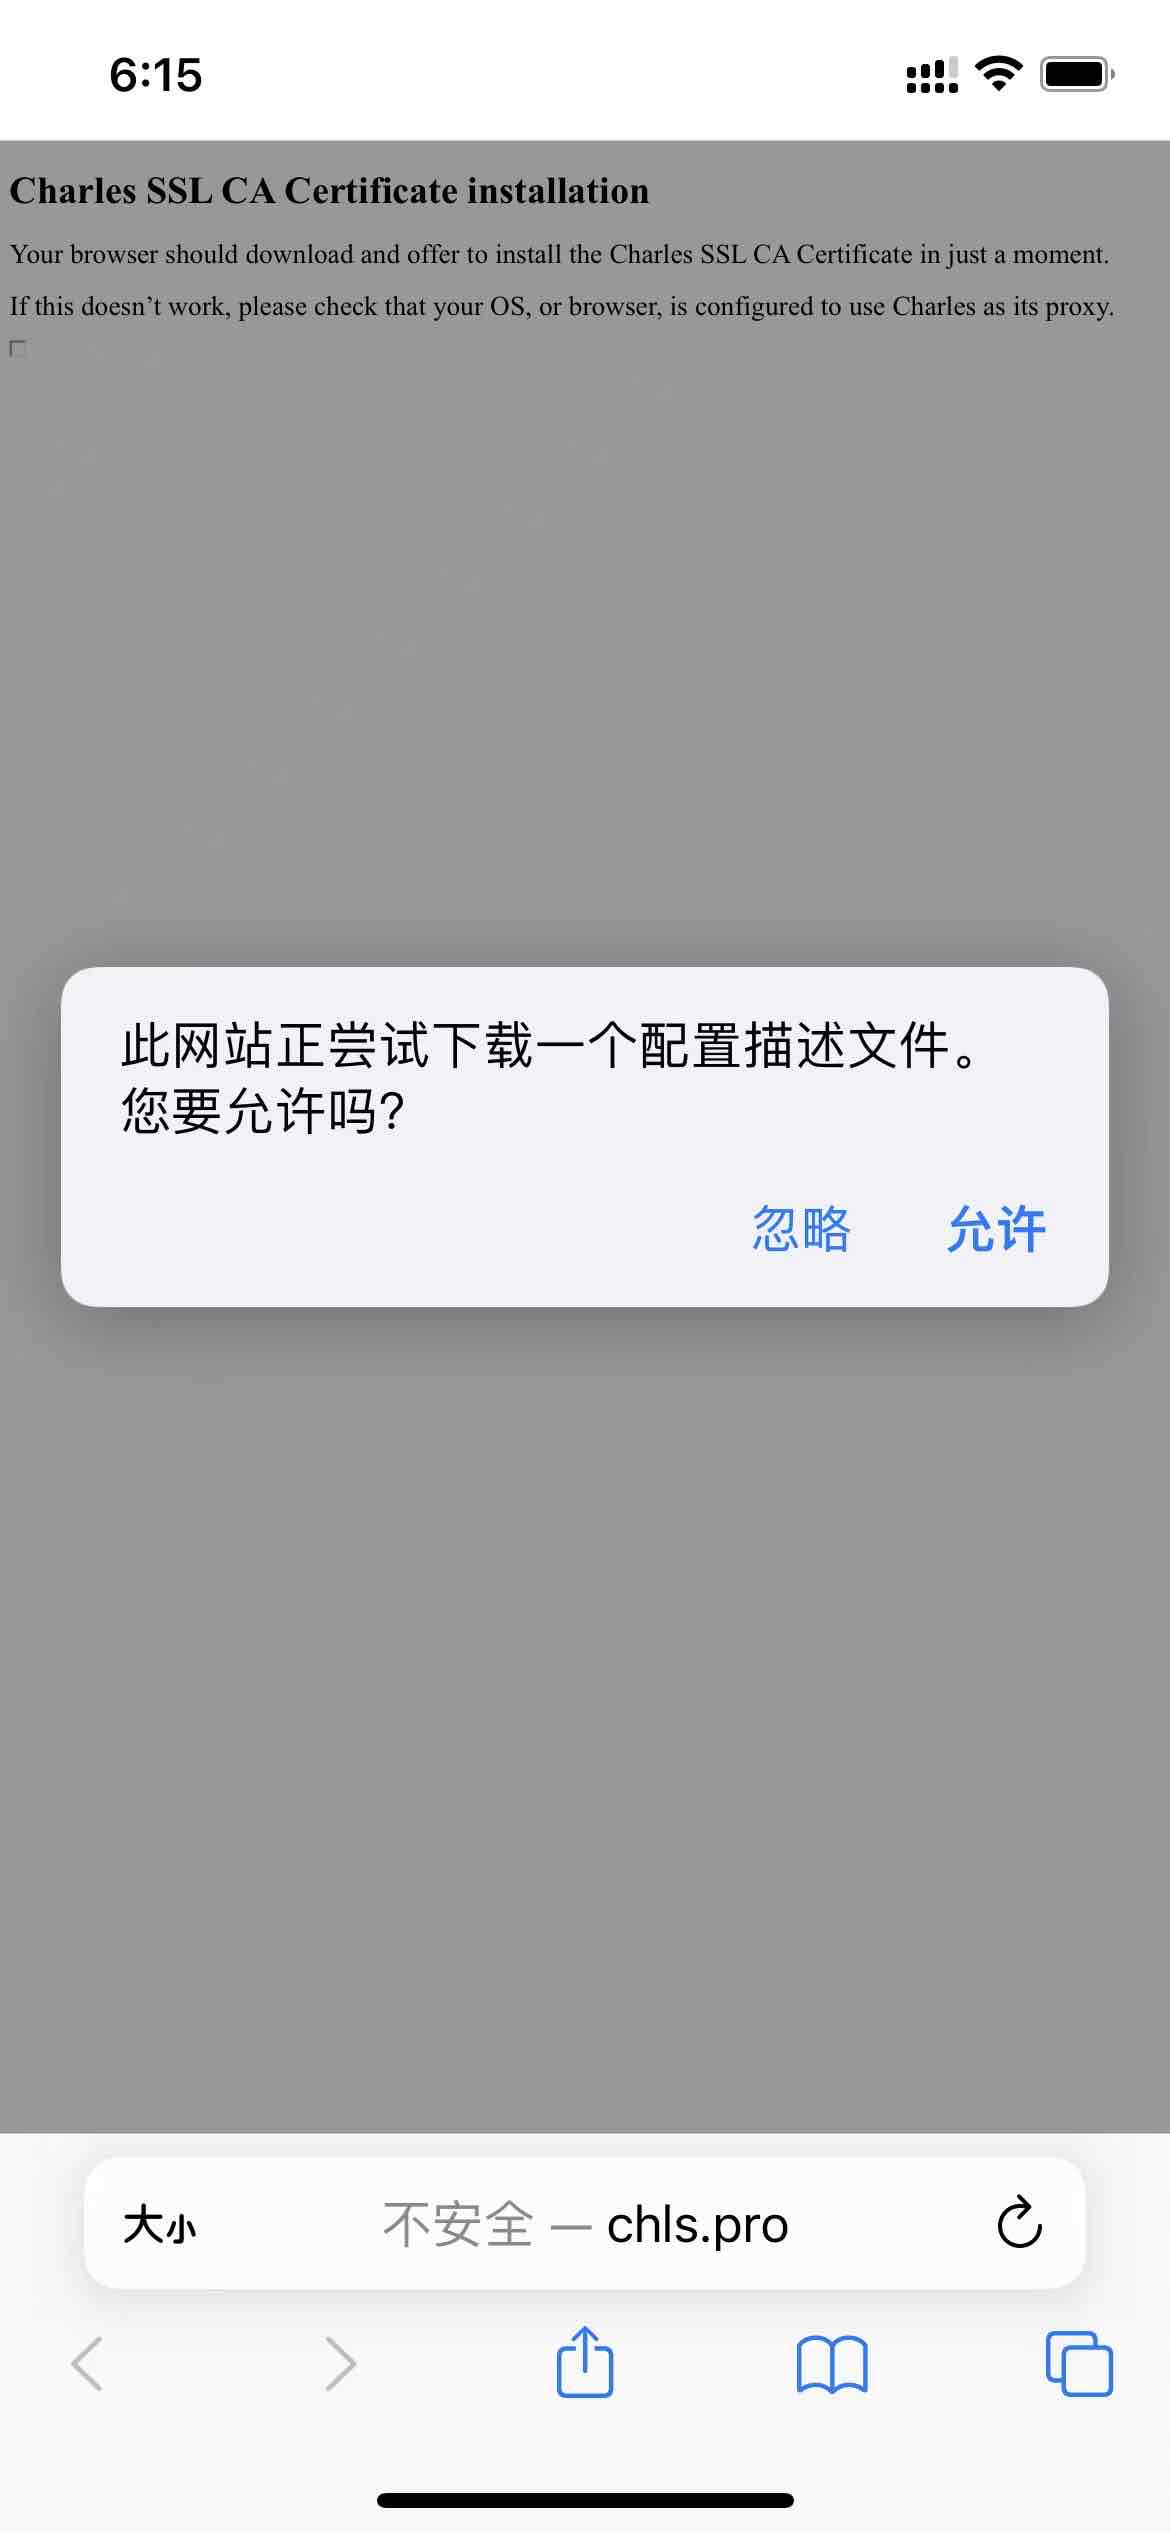 6:15
Charles SSL CA Certificate installation
Your browser should download and offer to install the Charles SSL CA Certificate in just a moment.
If this doesn’t work, please check that your OS, or browser, is configured to use Charles as its proxy.
此网站正尝试下载一个配置描述文件。
您要允许吗?
忽略 允许
大小 不安全 — chls.pro